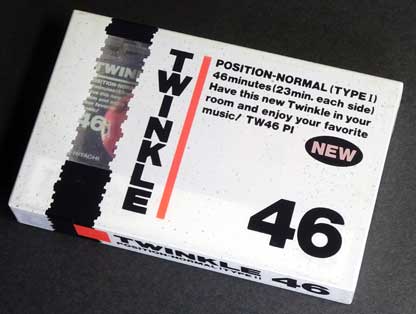 TWINKLE
46
HITACHI
TWINKLE
POSITION-NORMAL (TYPE I)
46minutes(23min. each side)
Have this new Twinkle in your
room and enjoy your favorite
music/ TW46 PI
NEW
46
TWINKLE
POSITION-NORMAL(TYPE I)
46